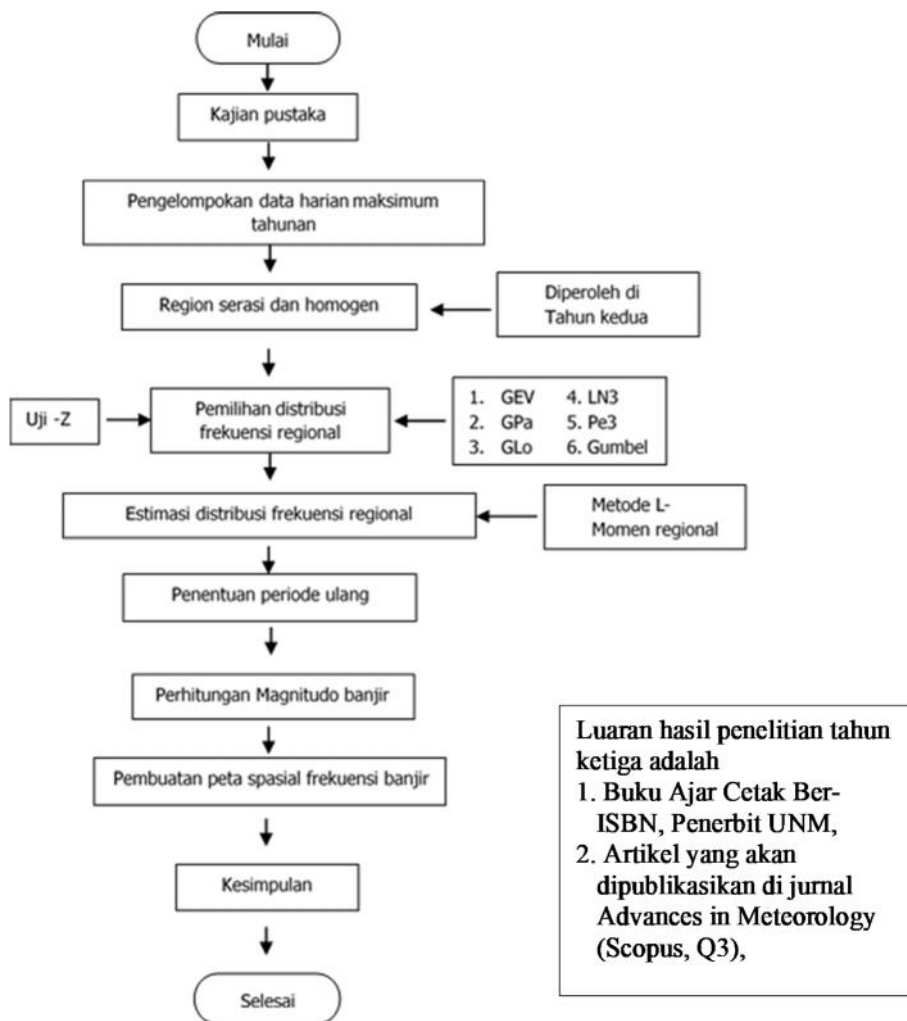 Mulai
Kajian pustaka
Pengelompokan data harian maksimum
tahunan
Region serasi dan homogen
Diperoleh di
Tahun kedua
Uji -Z
Pemilihan distribusi
frekuensi regional
1. GEV 4. LN3
2. GPa 5. Pe3
3. GLo 6. Gumbel
Estimasi distribusi frekuensi regional
Metode L-
Momen regional
Penentuan periode ulang
Perhitungan Magnitudo banjir
Pembuatan peta spasial frekuensi banjir
Kesimpulan
Selesai
Luaran hasil penelitian tahun
ketiga adalah
1. Buku Ajar Cetak Ber-
ISBN, Penerbit UNM,
2. Artikel yang akan
dipublikasikan di jurnal
Advances in Meteorology
(Scopus, Q3),